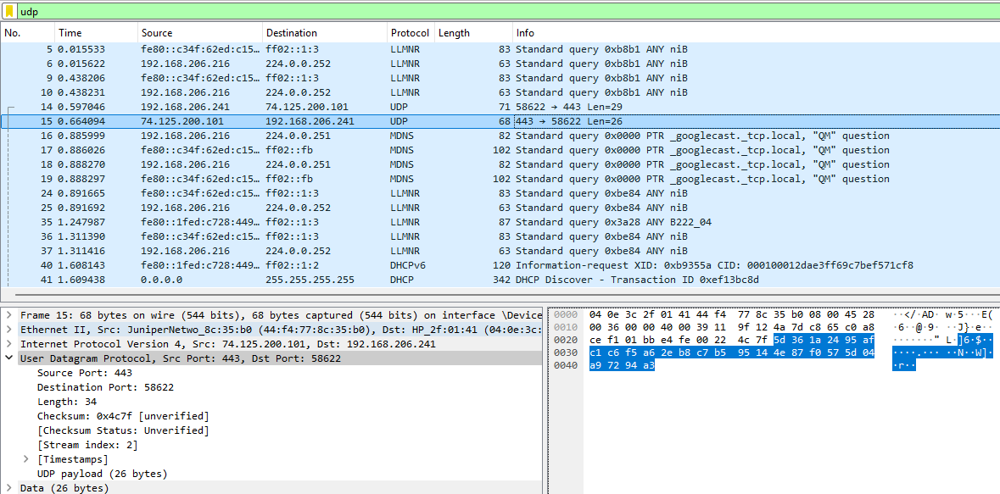 udp
No. Time Source Destination Protocol Length Info
5 0.015533 fe80::c34f:62ed:c15… ff02::1:3 LLMNR 83 Standard query 0xb8b1 ANY niB
6 0.015622 192.168.206.216 224.0.0.252 LLMNR 63 Standard query 0xb8b1 ANY niB
9 0.438206 fe80::c34f:62ed:c15… ff02::1:3 LLMNR 83 Standard query 0xb8b1 ANY niB
10 0.438231 192.168.206.216 224.0.0.252 LLMNR 63 Standard query 0xb8b1 ANY niB
14 0.597046 192.168.206.241 74.125.200.101 UDP 71 58622 → 443 Len=29
15 0.664094 74.125.200.101 192.168.206.241 UDP 68 443 → 58622 Len=26
16 0.885999 192.168.206.216 224.0.0.251 MDNS 82 Standard query 0x0000 PTR _googlecast._tcp.local, "QM" question
17 0.886026 fe80::c34f:62ed:c15… ff02::fb MDNS 102 Standard query 0x0000 PTR _googlecast._tcp.local, "QM" question
18 0.888270 192.168.206.216 224.0.0.251 MDNS 82 Standard query 0x0000 PTR _googlecast._tcp.local, "QM" question
19 0.888297 fe80::c34f:62ed:c15… ff02::fb MDNS 102 Standard query 0x0000 PTR _googlecast._tcp.local, "QM" question
24 0.891665 fe80::c34f:62ed:c15… ff02::1:3 LLMNR 83 Standard query 0xbe84 ANY niB
25 0.891692 192.168.206.216 224.0.0.252 LLMNR 63 Standard query 0xbe84 ANY niB
35 1.247987 fe80::1fed:c728:449… ff02::1:3 LLMNR 87 Standard query 0x3a28 ANY B222_04
36 1.311390 fe80::c34f:62ed:c15… ff02::1:3 LLMNR 83 Standard query 0xbe84 ANY niB
37 1.311416 192.168.206.216 224.0.0.252 LLMNR 63 Standard query 0xbe84 ANY niB
40 1.608143 fe80::1fed:c728:449… ff02::1:2 DHCPv6 120 Information-request XID: 0xb9355a CID: 000100012dae3ff69c7bef571cf8
41 1.609438 0.0.0.0 255.255.255.255 DHCP 342 DHCP Discover - Transaction ID 0xef13bc8d
Frame 15: 68 bytes on wire (544 bits), 68 bytes captured (544 bits) on interface \Device
Ethernet II, Src: JuniperNetwo_8c:35:b0 (44:f4:77:8c:35:b0), Dst: HP_2f:01:41 (04:0e:3c:
Internet Protocol Version 4, Src: 74.125.200.101, Dst: 192.168.206.241
User Datagram Protocol, Src Port: 443, Dst Port: 58622
Source Port: 443
Destination Port: 58622
Length: 34
Checksum: 0x4c7f [unverified]
[Checksum Status: Unverified]
[Stream index: 2]
[Timestamps]
UDP payload (26 bytes)
Data (26 bytes)
0000 04 0e 3c 2f 01 41 44 f4 77 8c 35 b0 08 00 45 28 ··</·AD· w·5···E(
0010 00 36 00 00 40 00 39 11 9f 12 4a 7d c8 65 c0 a8 ·6··@·9· ··J}·e··
0020 ce f1 01 bb e4 fe 00 22 4c 7f 5d 36 1a 24 95 af ·······" L·]6·$··
0030 c1 c6 f5 a6 2e b8 c7 b5 95 14 4e 87 f0 57 5d 04 ····.··· ··N··W]·
0040 a9 72 94 a3 ·r··